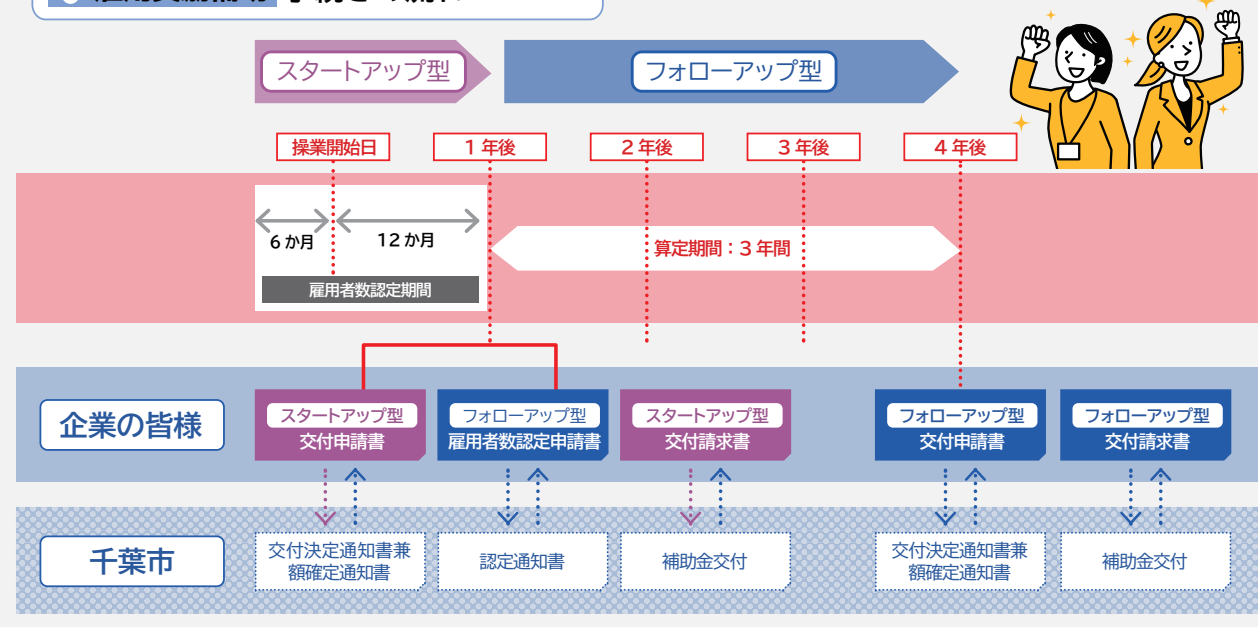 スタートアップ型
フォローアップ型
操業開始日
1年後
2年後
3年後
4年後
6か月
12か月
算定期間：3年間
雇用者数認定期間
企業の皆様
スタートアップ型
交付申請書
フォローアップ型
雇用者数認定申請書
スタートアップ型
交付請求書
フォローアップ型
交付申請書
フォローアップ型
交付請求書
千葉市
交付決定通知書兼
額確定通知書
認定通知書
補助金交付
交付決定通知書兼
額確定通知書
補助金交付